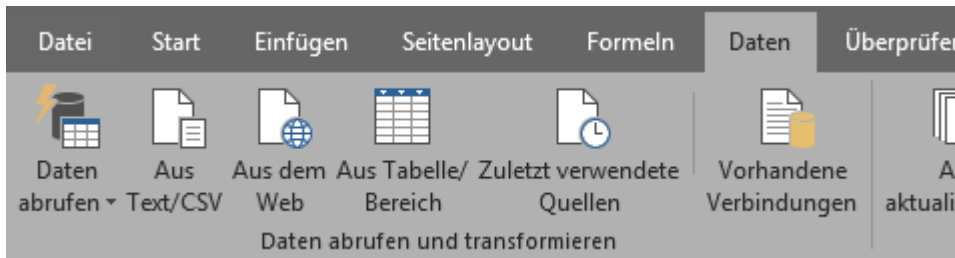 Datei Start Einfügen Seitenlayout Formeln Daten
Daten abrufen
Aus Text/CSV
Aus dem Web
Aus Tabelle/ Bereich
Zuletzt verwendete Quellen
Vorhandene Verbindungen
Daten abrufen und transformieren